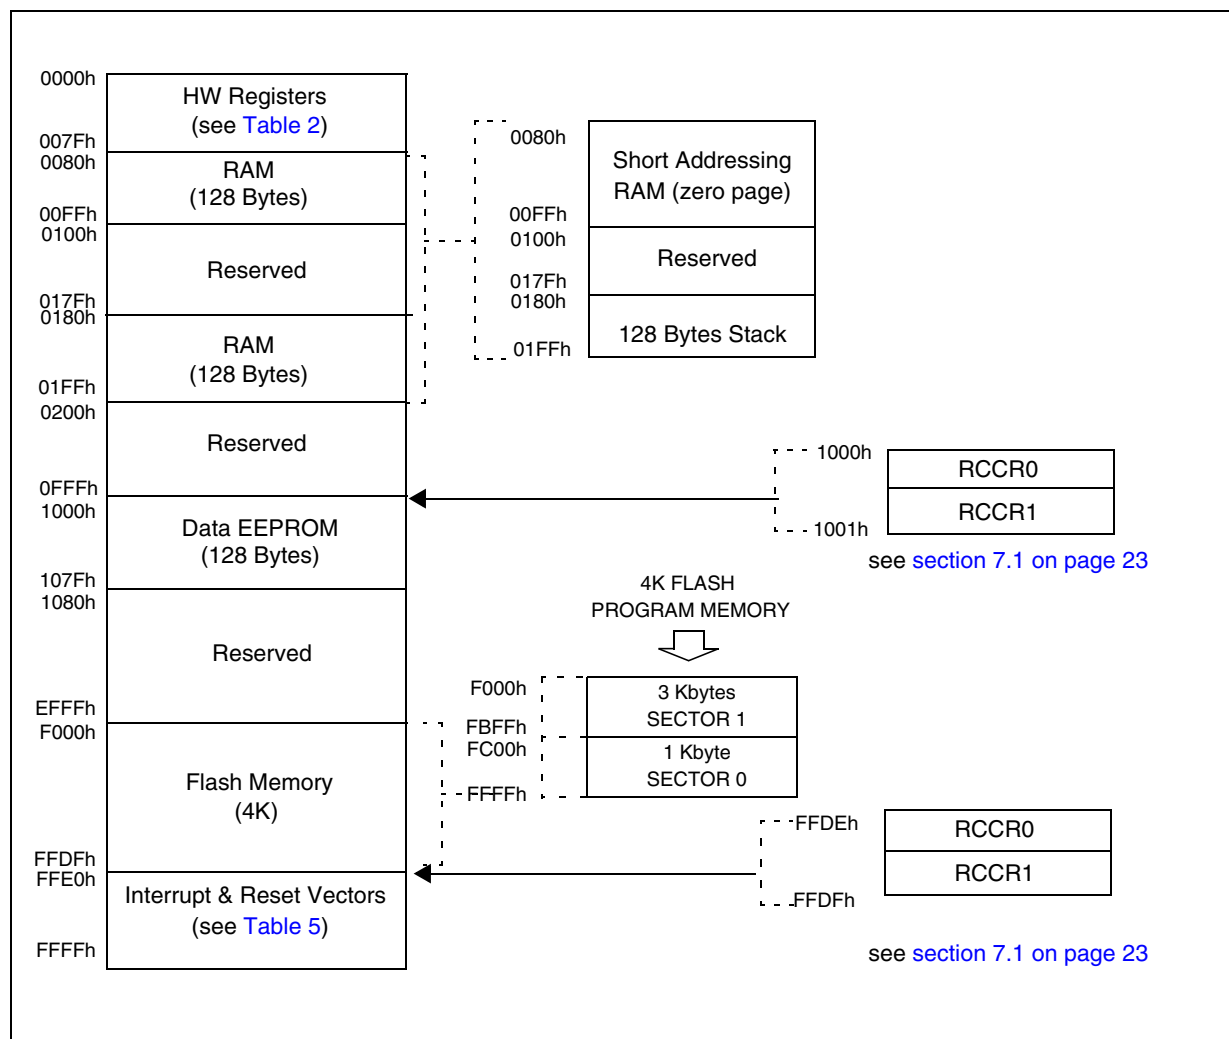 0000h
HW Registers
(see Table 2)
007Fh
0080h
RAM
(128 Bytes)
00FFh
0100h
Reserved
017Fh
0180h
RAM
(128 Bytes)
01FFh
0200h
Reserved
0FFFh
1000h
Data EEPROM
(128 Bytes)
107Fh
1080h
Reserved
EFFFh
F000h
Flash Memory
(4K)
FFDFh
FFE0h
Interrupt & Reset Vectors
(see Table 5)
FFFFh
0080h
Short Addressing
RAM (zero page)
00FFh
0100h
Reserved
017Fh
0180h
128 Bytes Stack
01FFh
1000h
RCCR0
RCCR1
1001h
see section 7.1 on page 23
4K FLASH
PROGRAM MEMORY
F000h
3 Kbytes
SECTOR 1
FBFFh
FC00h
1 Kbyte
SECTOR 0
FFFFh
FFDEh
RCCR0
RCCR1
FFDFh
see section 7.1 on page 23